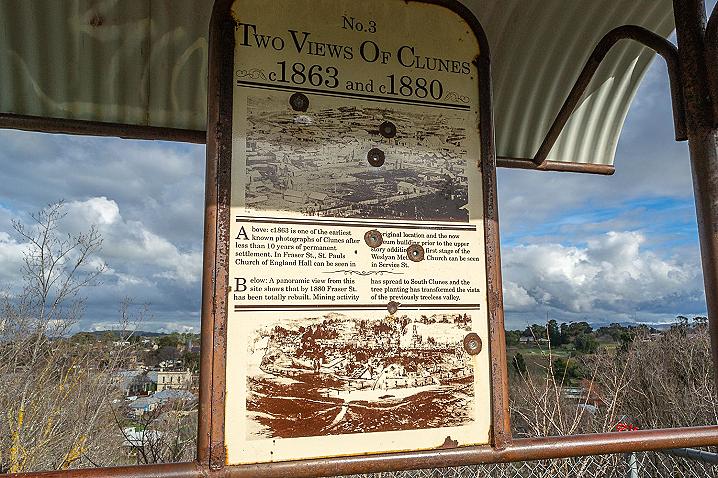 No.3
Two Views Of Clunes
c1863 and c1880
Above: c1863 is one of the earliest
known photographs of Clunes after
less than 10 years of permanent
settlement. In Fraser St., St. Pauls
Church of England Hall can be seen in
original location and the now
building prior to the upper
story addition first stage of the
Wesleyan Church can be seen
in Service St.
Below: A panoramic view from this
site shows that by 1880 Fraser St.
has been totally rebuilt. Mining activity
has spread to South Clunes and the
tree planting has transformed the vista
of the previously treeless valley.